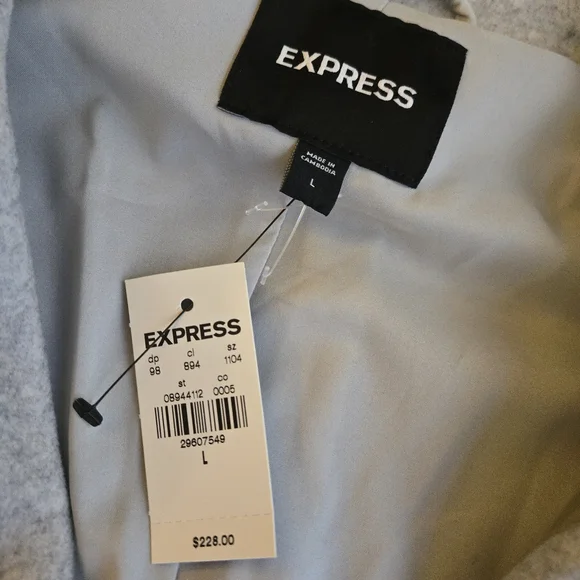 EXPRESS
MADE IN
CAMBODIA
L
EXPRESS
dp cl sz
98 894 1104
st co
08944112 0005
29607549
L
$228.00